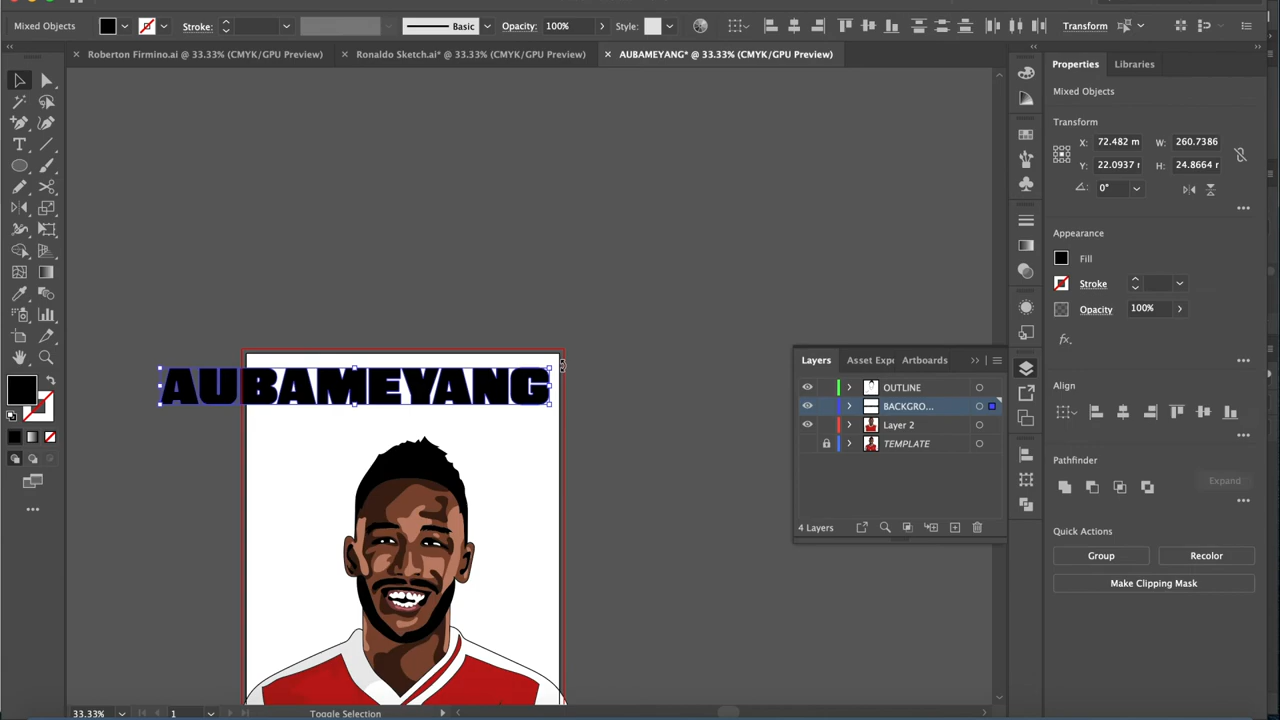 Mixed Objects
Stroke:
Basic
Opacity: 100%
Style:
Transform
Roberton Firmino.ai @ 33.33% (CMYK/GPU Preview)
Ronaldo Sketch.ai* @ 33.33% (CMYK/GPU Preview)
AUBAMEYANG* @ 33.33% (CMYK/GPU Preview)
Properties
Libraries
Mixed Objects
Transform
X: 72.482 m
W: 260.7386
Y: 22.0937 r
H: 24.8664 r
0°
Appearance
Fill
Stroke
Opacity
100%
fx.
Align
Pathfinder
Expand
Quick Actions
Group
Recolor
Make Clipping Mask
Layers
Asset Exp
Artboards
OUTLINE
BACKGRO...
Layer 2
TEMPLATE
4 Layers
AUBAMEYANG
33.33%
1
Toggle Selection